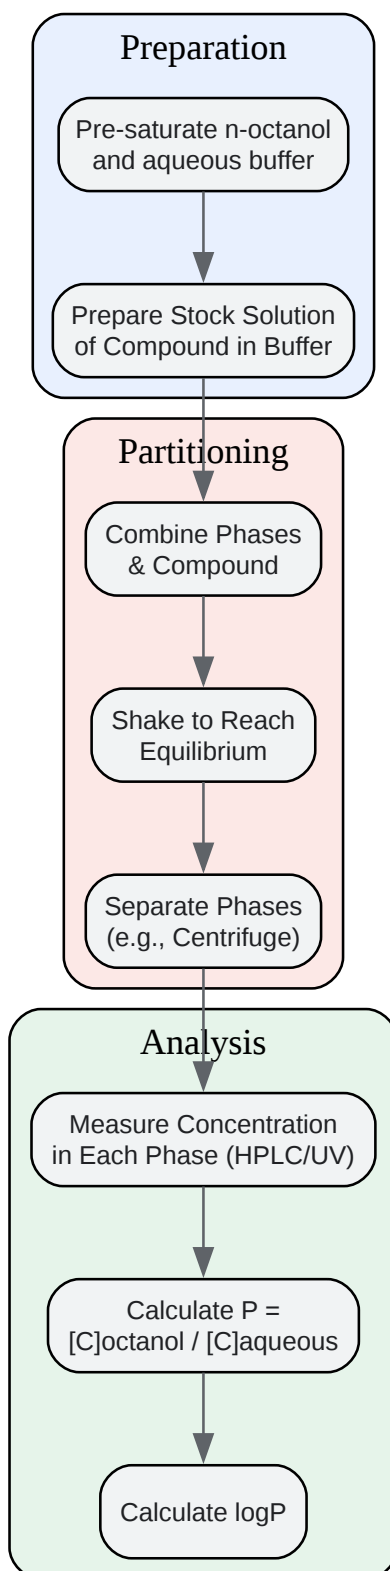 Preparation
Pre-saturate n-octanol
and aqueous buffer
Prepare Stock Solution
of Compound in Buffer
Partitioning
Combine Phases
& Compound
Shake to Reach
Equilibrium
Separate Phases
(e.g., Centrifuge)
Analysis
Measure Concentration
in Each Phase (HPLC/UV)
Calculate P =
[C]octanol / [C]aqueous
Calculate logP